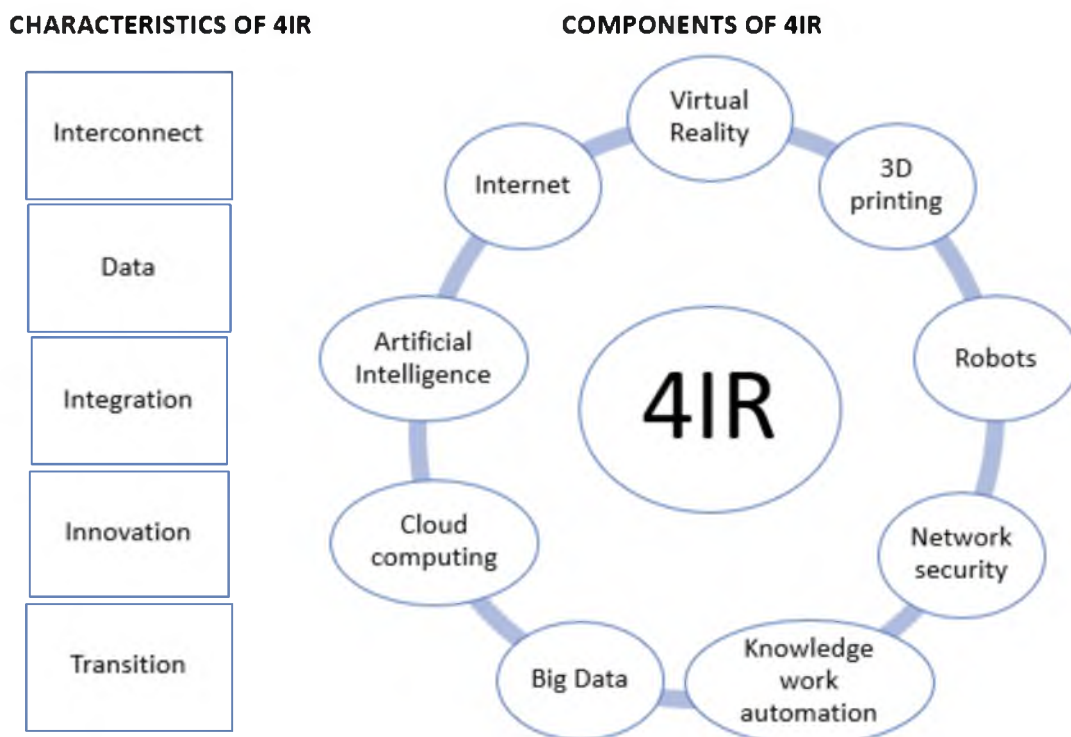 CHARACTERISTICS OF 4IR
Interconnect
Data
Integration
Innovation
Transition
COMPONENTS OF 4IR
Virtual
Reality
3D
printing
Robots
Network
security
Knowledge
work
automation
Big Data
Cloud
computing
Artificial
Intelligence
Internet
4IR